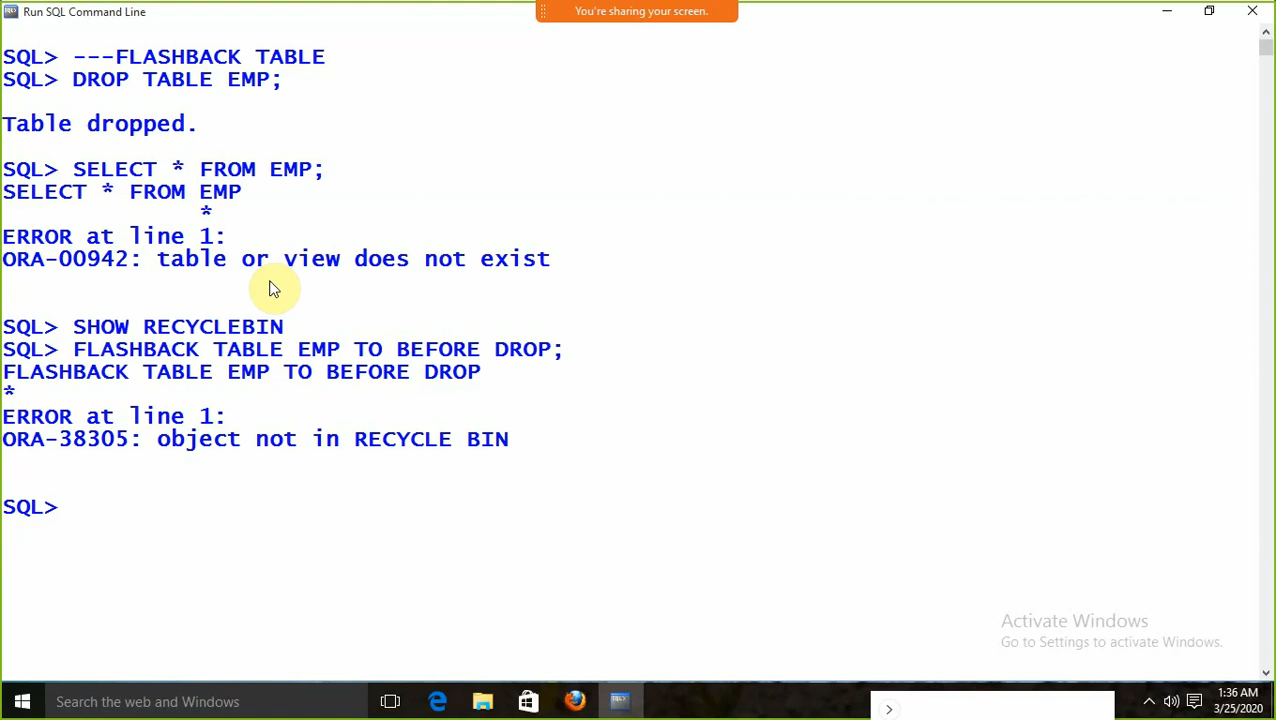 Run SQL Command Line
You're sharing your screen.
SQL> ---FLASHBACK TABLE
SQL> DROP TABLE EMP;
Table dropped.
SQL> SELECT * FROM EMP;
SELECT * FROM EMP
*
ERROR at line 1:
ORA-00942: table or view does not exist
SQL> SHOW RECYCLEBIN
SQL> FLASHBACK TABLE EMP TO BEFORE DROP;
FLASHBACK TABLE EMP TO BEFORE DROP
*
ERROR at line 1:
ORA-38305: object not in RECYCLE BIN
SQL>
Activate Windows
Go to Settings to activate Windows.
Search the web and Windows
1:36 AM
3/25/2020